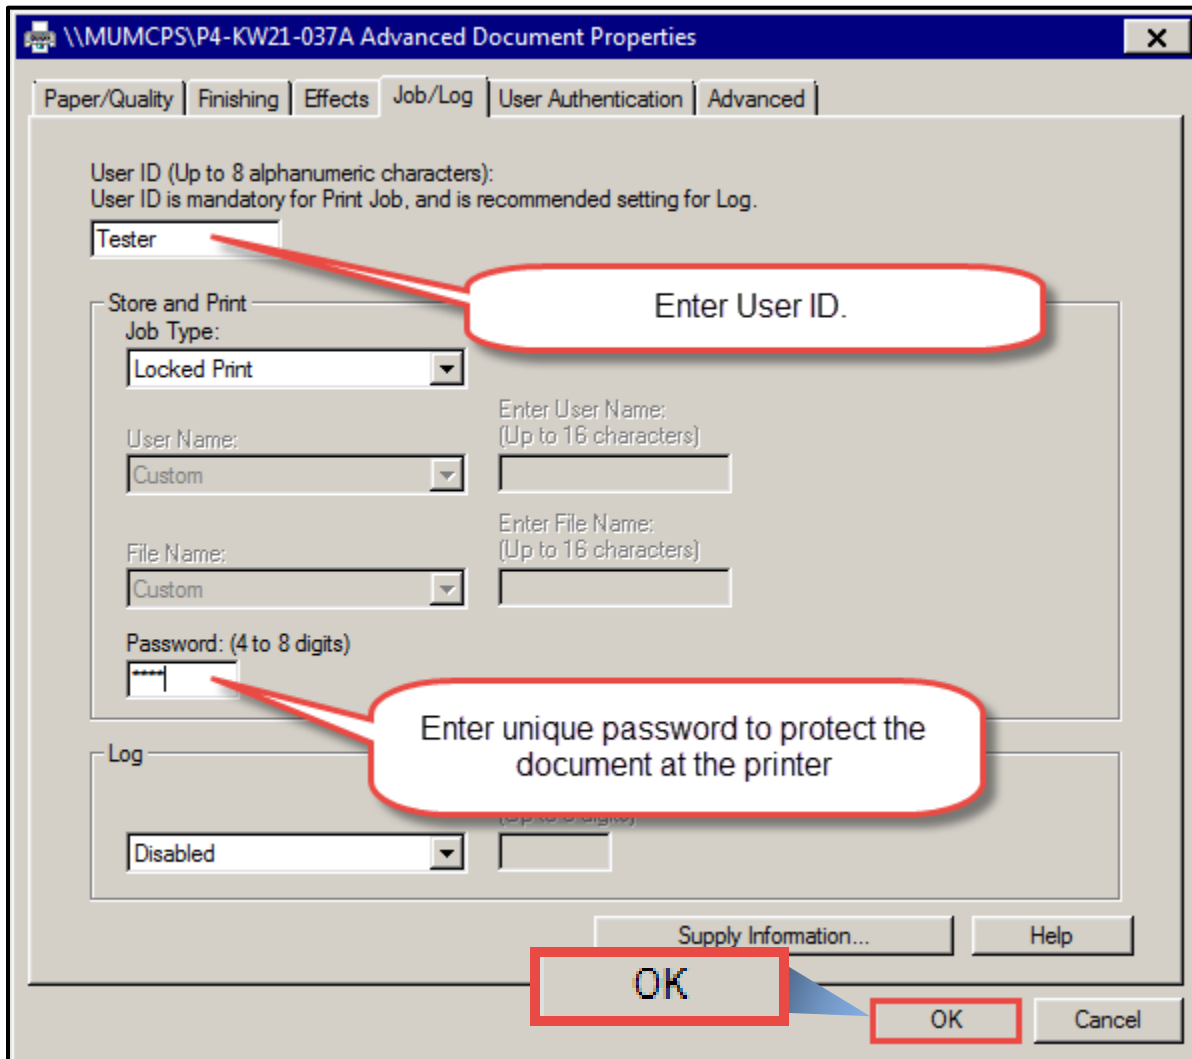 \\MUMCPS\P4-KW21-037A Advanced Document Properties
Paper/Quality Finishing Effects Job/Log User Authentication Advanced
User ID (Up to 8 alphanumeric characters):
User ID is mandatory for Print Job, and is recommended setting for Log.
Tester
Enter User ID.
Store and Print
Job Type:
Locked Print
Enter User Name:
User Name: (Up to 16 characters)
Custom
Enter File Name:
File Name: (Up to 16 characters)
Custom
Password: (4 to 8 digits)
****
Enter unique password to protect the
document at the printer
Log
Disabled
Supply Information... Help
OK
OK Cancel